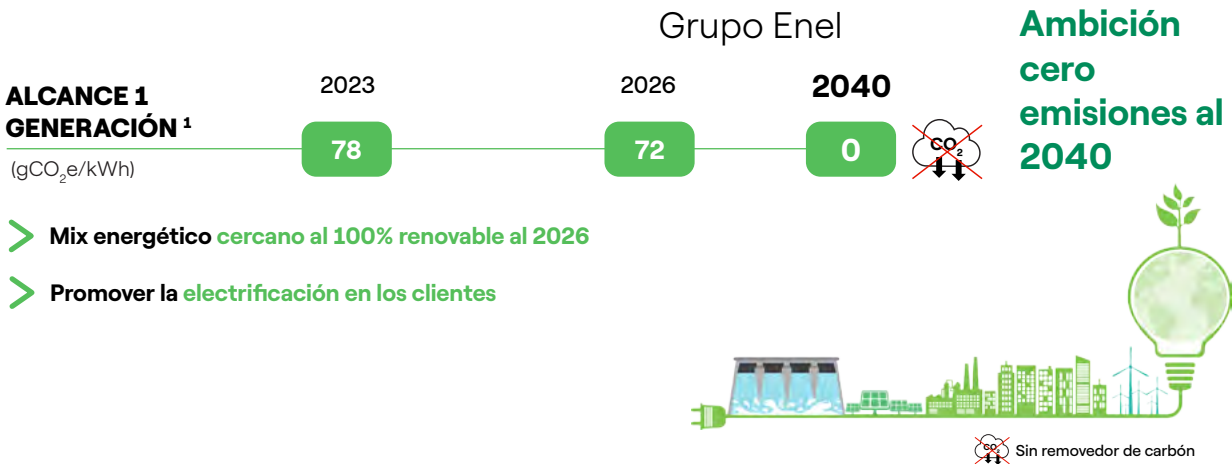 Grupo Enel
Ambición
cero
emisiones al
2040
ALCANCE 1
GENERACIÓN ¹
(gCO₂e/kWh)
2023
2026
2040
78
72
0
CO₂
Mix energético cercano al 100% renovable al 2026
Promover la electrificación en los clientes
CO₂
Sin removedor de carbón